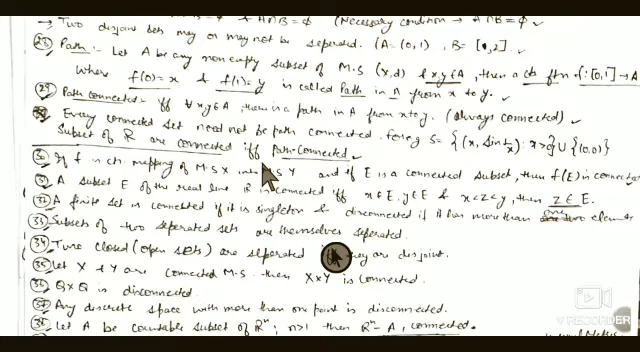 → Two disjoint sets may or may not be seperated. (A = (0,1), B = [1,2]
(28) Path :- Let A be any non empty subset of M.S (X,d) & x,y ∈ A, then a cts ftn f:[0,1]→A
where f(0)=x & f(1)=y is called Path in A from x to y.
(29) Path connected = iff ∀ x,y ∈ A, there is a path in A from x to y. (always connected)
Every connected set need not be path connected. for e.g S = {(x, Sin 1/x): x>0} ∪ {(0,0)}
Subset of R are connected iff Path connected
(30) If f is cts. mapping of M.S X into M.S Y and if E is a connected subset, then f(E) is connected
(31) A subset E of the real line R is connected iff x∈E, y∈E & x<z<y, then z∈E.
(32) A finite set is connected if it is singleton & disconnected if it has more than one elements
(33) Subsets of two seperated sets are themselves seperated.
(34) Two closed (open sets) are seperated they are disjoint.
(35) Let X & Y are connected M.S. then X×Y is connected.
(36) Q×Q is disconnected.
(37) Any discrete space with more than one point is disconnected.
(38) Let A be countable subset of Rⁿ, n>1 then Rⁿ-A, connected.
V RECORDER